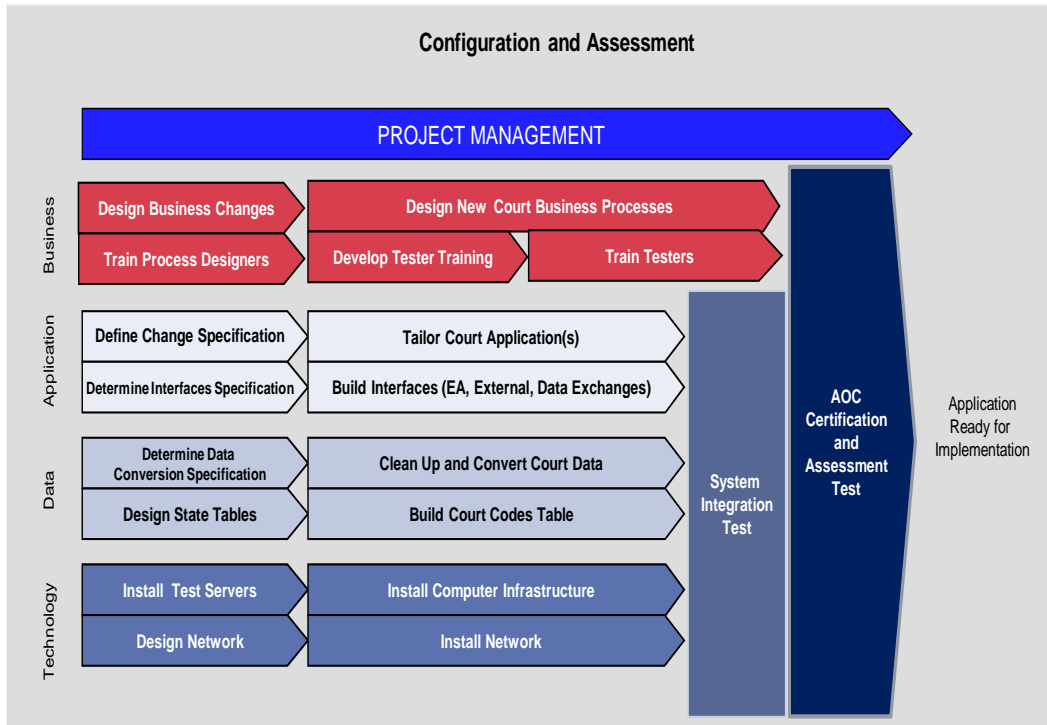 Configuration and Assessment
PROJECT MANAGEMENT
Business
Design Business Changes
Design New Court Business Processes
Train Process Designers
Develop Tester Training
Train Testers
Application
Define Change Specification
Tailor Court Application(s)
Determine Interfaces Specification
Build Interfaces (EA, External, Data Exchanges)
Data
Determine Data
Conversion Specification
Clean Up and Convert Court Data
Design State Tables
Build Court Codes Table
Technology
Install Test Servers
Install Computer Infrastructure
Design Network
Install Network
System
Integration
Test
AOC
Certification
and
Assessment
Test
Application
Ready for
Implementation